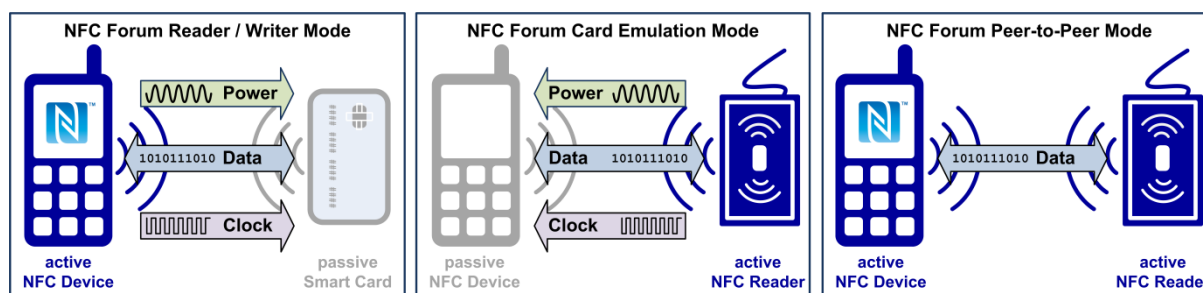 NFC Forum Reader / Writer Mode
Power
1010111010 Data
Clock
active
NFC Device
passive
Smart Card
NFC Forum Card Emulation Mode
Power
Data 1010111010
Clock
passive
NFC Device
active
NFC Reader
NFC Forum Peer-to-Peer Mode
1010111010 Data
active
NFC Device
active
NFC Reade